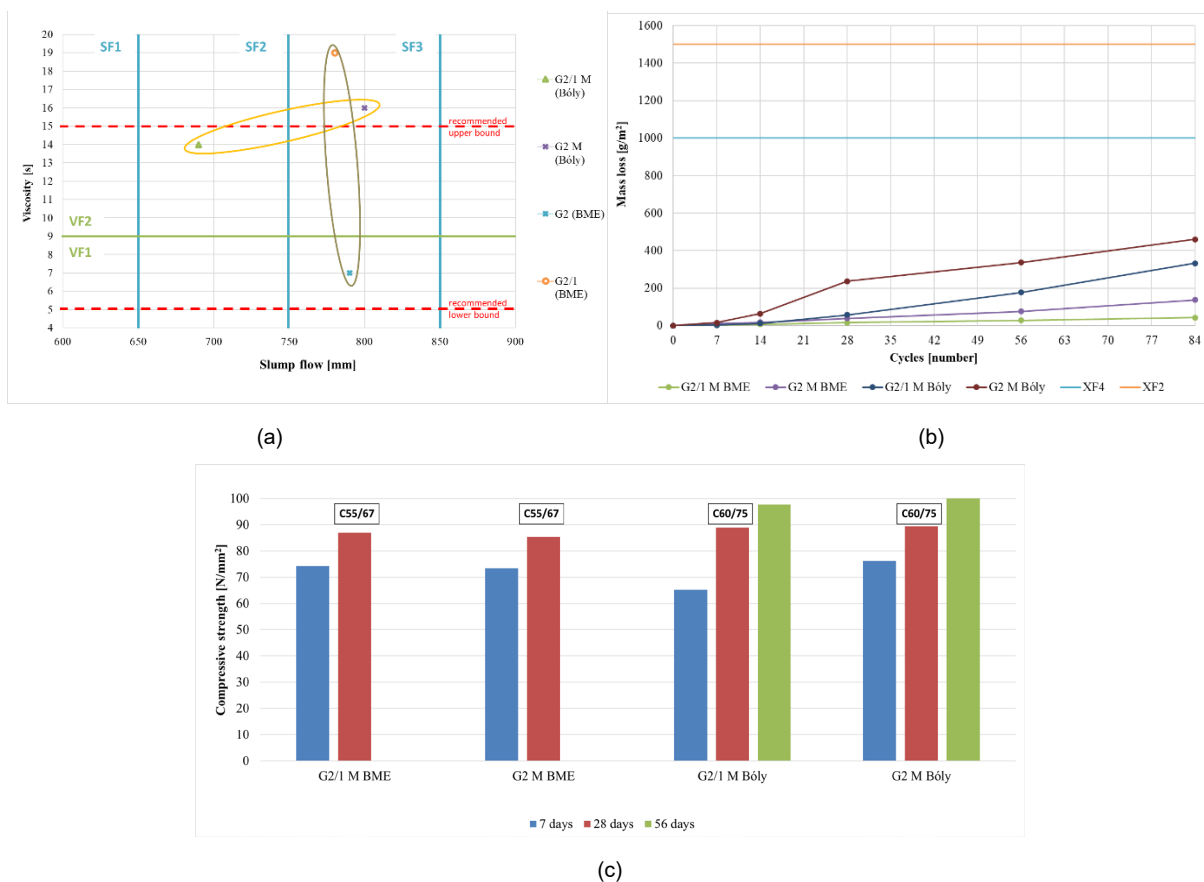 SF1 SF2 SF3
20
19
18
17
16
15
14
13
12
11
10
9
8
7
6
5
4
Viscosity [s]
recommended
upper bound
VF2
VF1
recommended
lower bound
600 650 700 750 800 850 900
Slump flow [mm]
G2/1 M
(Bóly)
G2 M
(Bóly)
G2 (BME)
G2/1
(BME)
(a)
1600
1400
1200
1000
800
600
400
200
0
Mass loss [g/m²]
0 7 14 21 28 35 42 49 56 63 70 77 84
Cycles [number]
G2/1 M BME G2 M BME G2/1 M Bóly G2 M Bóly XF4 XF2
(b)
100
90
80
70
60
50
40
30
20
10
0
Compressive strength [N/mm²]
C55/67 C55/67 C60/75 C60/75
G2/1 M BME G2 M BME G2/1 M Bóly G2 M Bóly
7 days 28 days 56 days
(c)